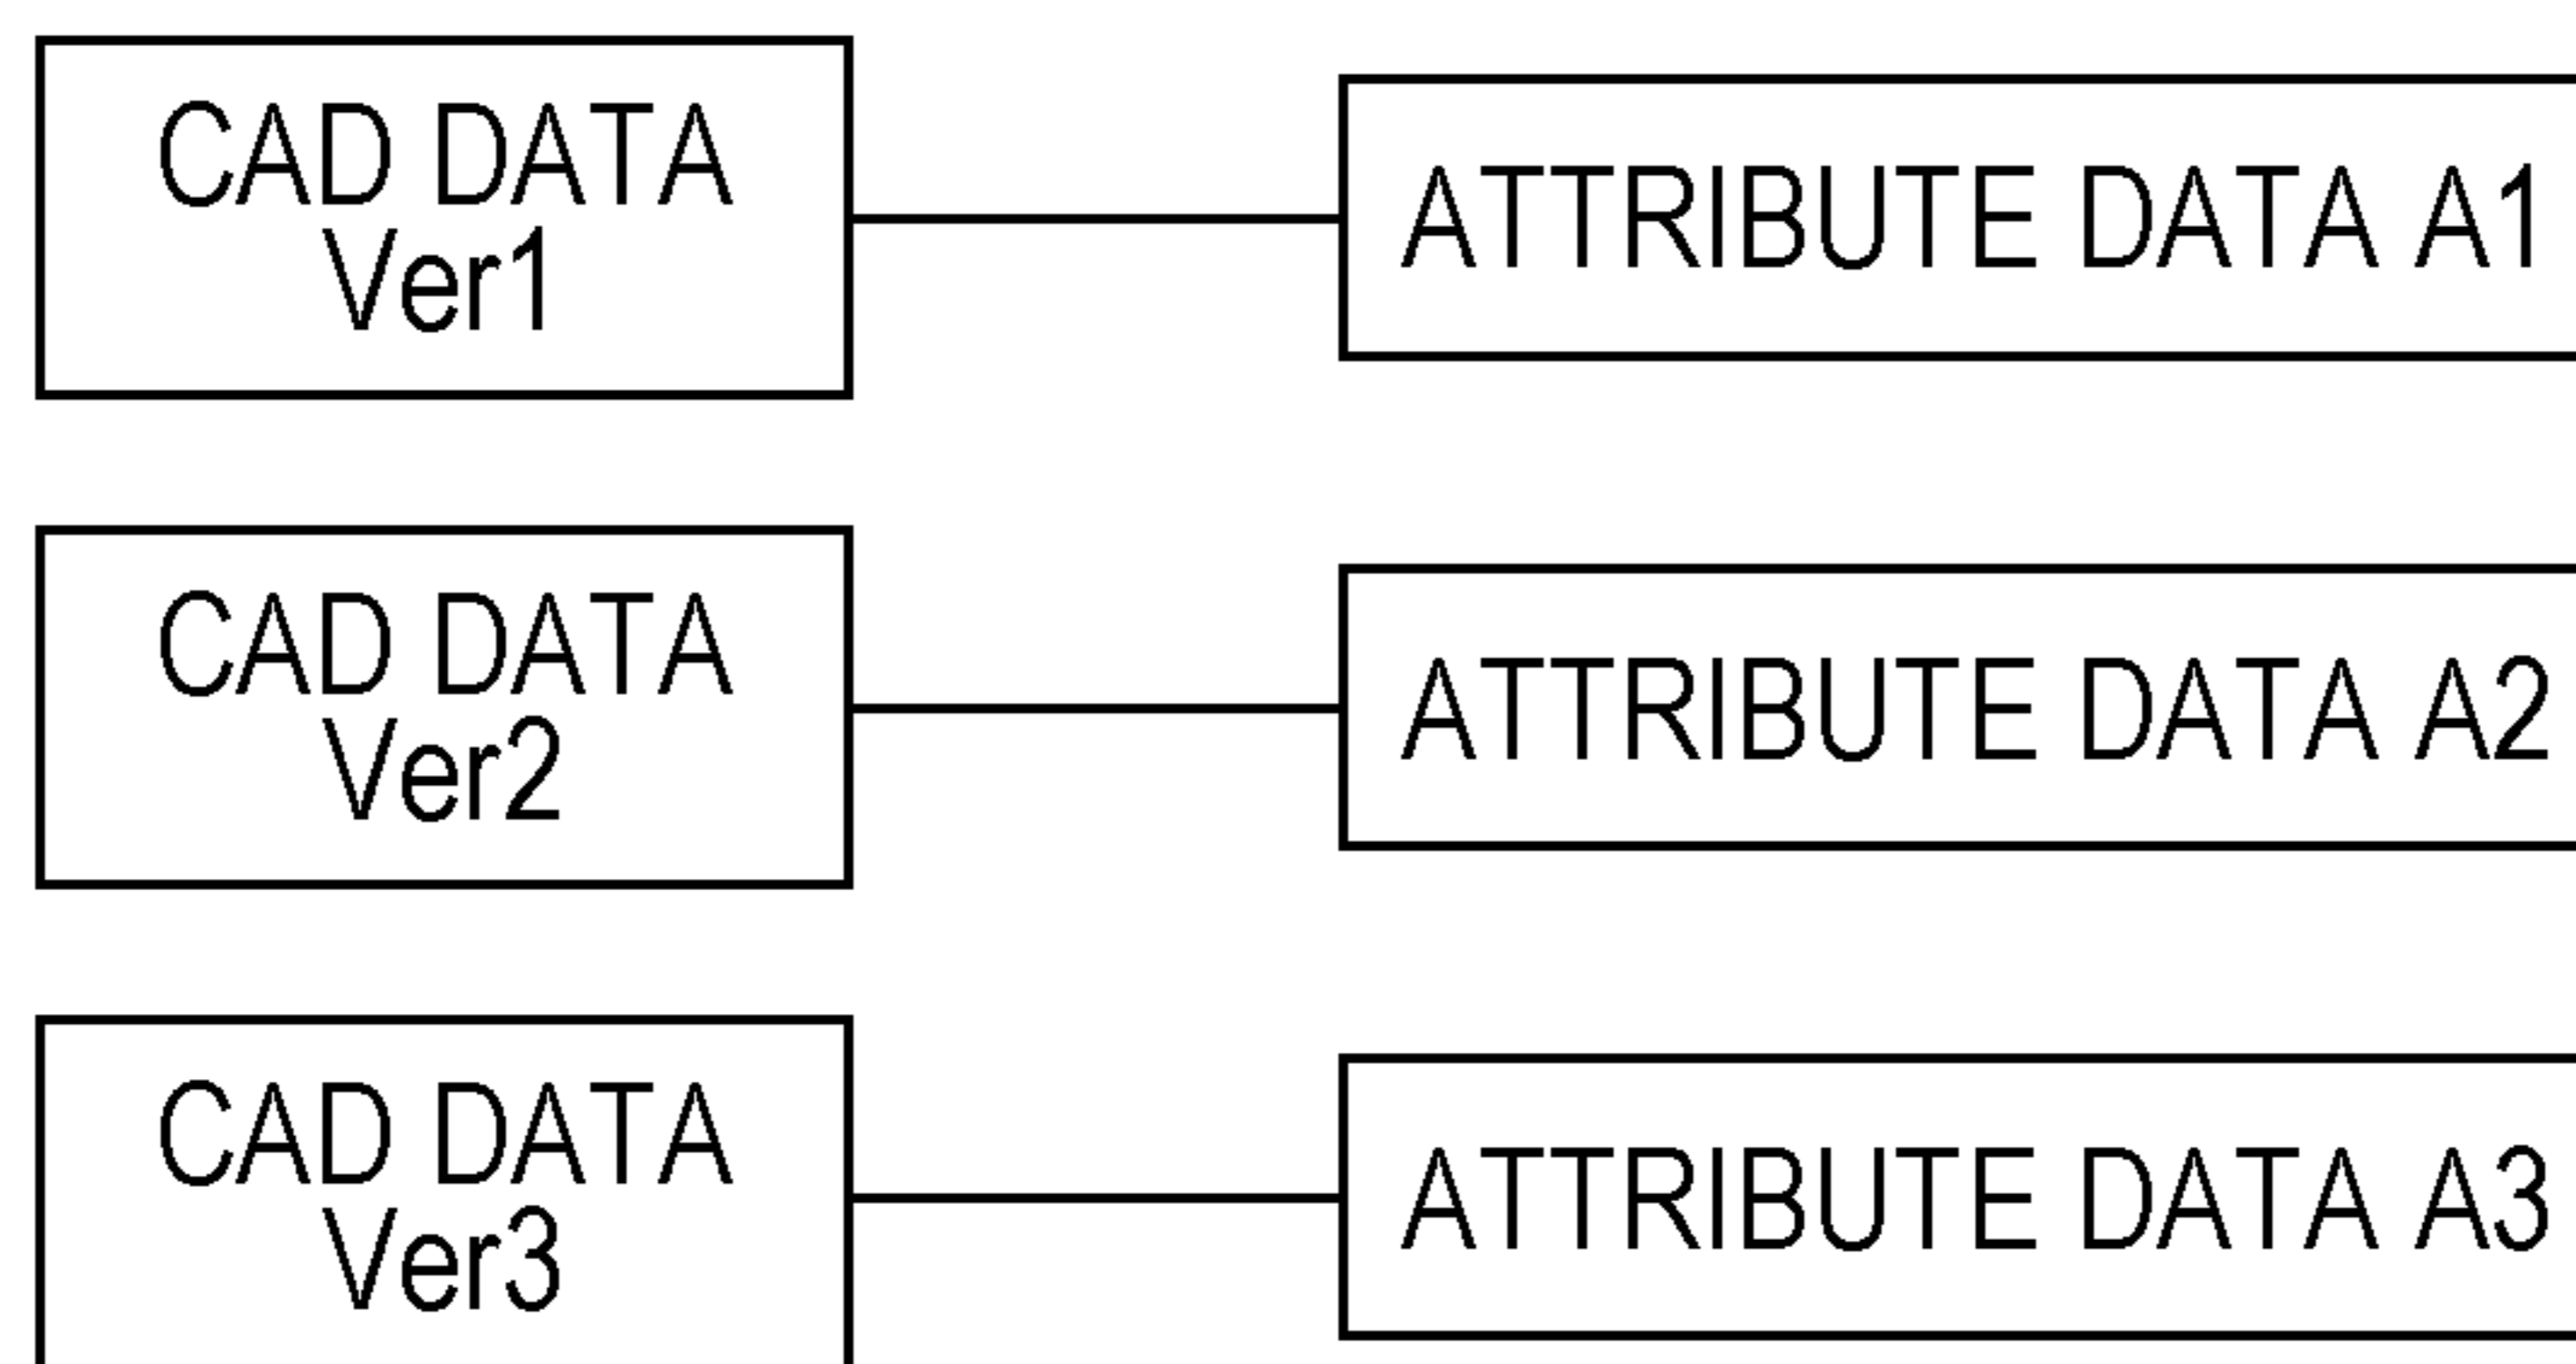 CAD DATA
Ver1
ATTRIBUTE DATA A1
CAD DATA
Ver2
ATTRIBUTE DATA A2
CAD DATA
Ver3
ATTRIBUTE DATA A3